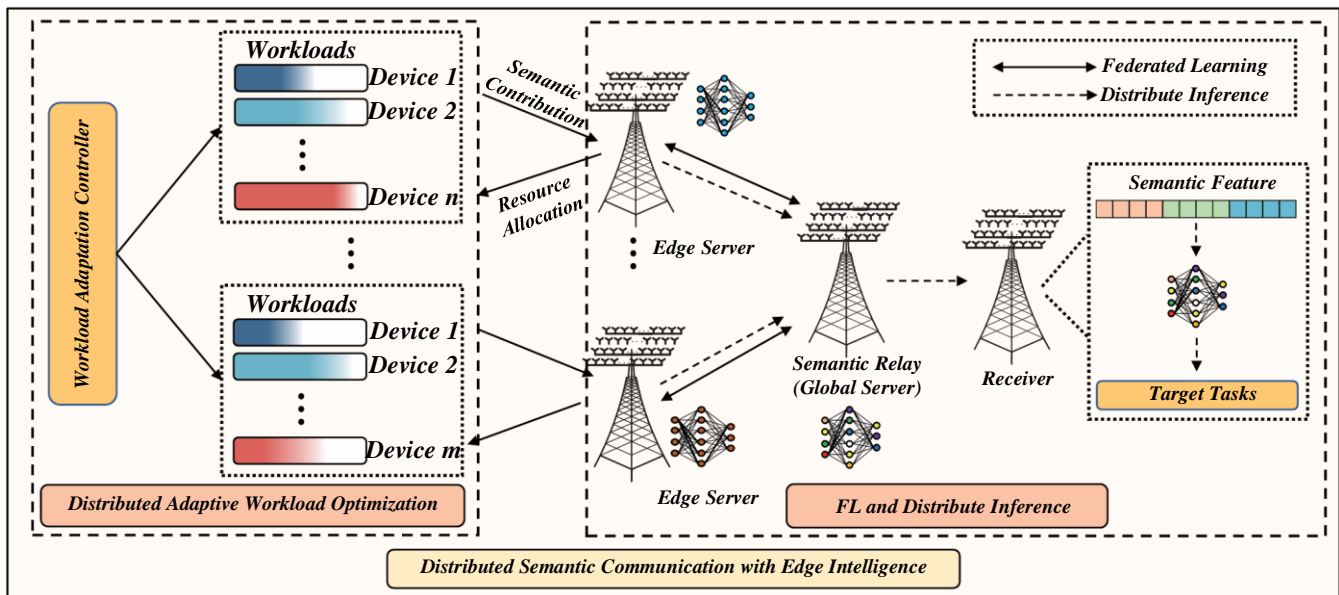 Workload Adaptation Controller
Workloads
Device 1
Device 2
Device n
Workloads
Device 1
Device 2
Device m
Distributed Adaptive Workload Optimization
Semantic
Contribution
Resource
Allocation
Edge Server
Edge Server
Semantic Relay
(Global Server)
Receiver
Federated Learning
Distribute Inference
Semantic Feature
Target Tasks
FL and Distribute Inference
Distributed Semantic Communication with Edge Intelligence